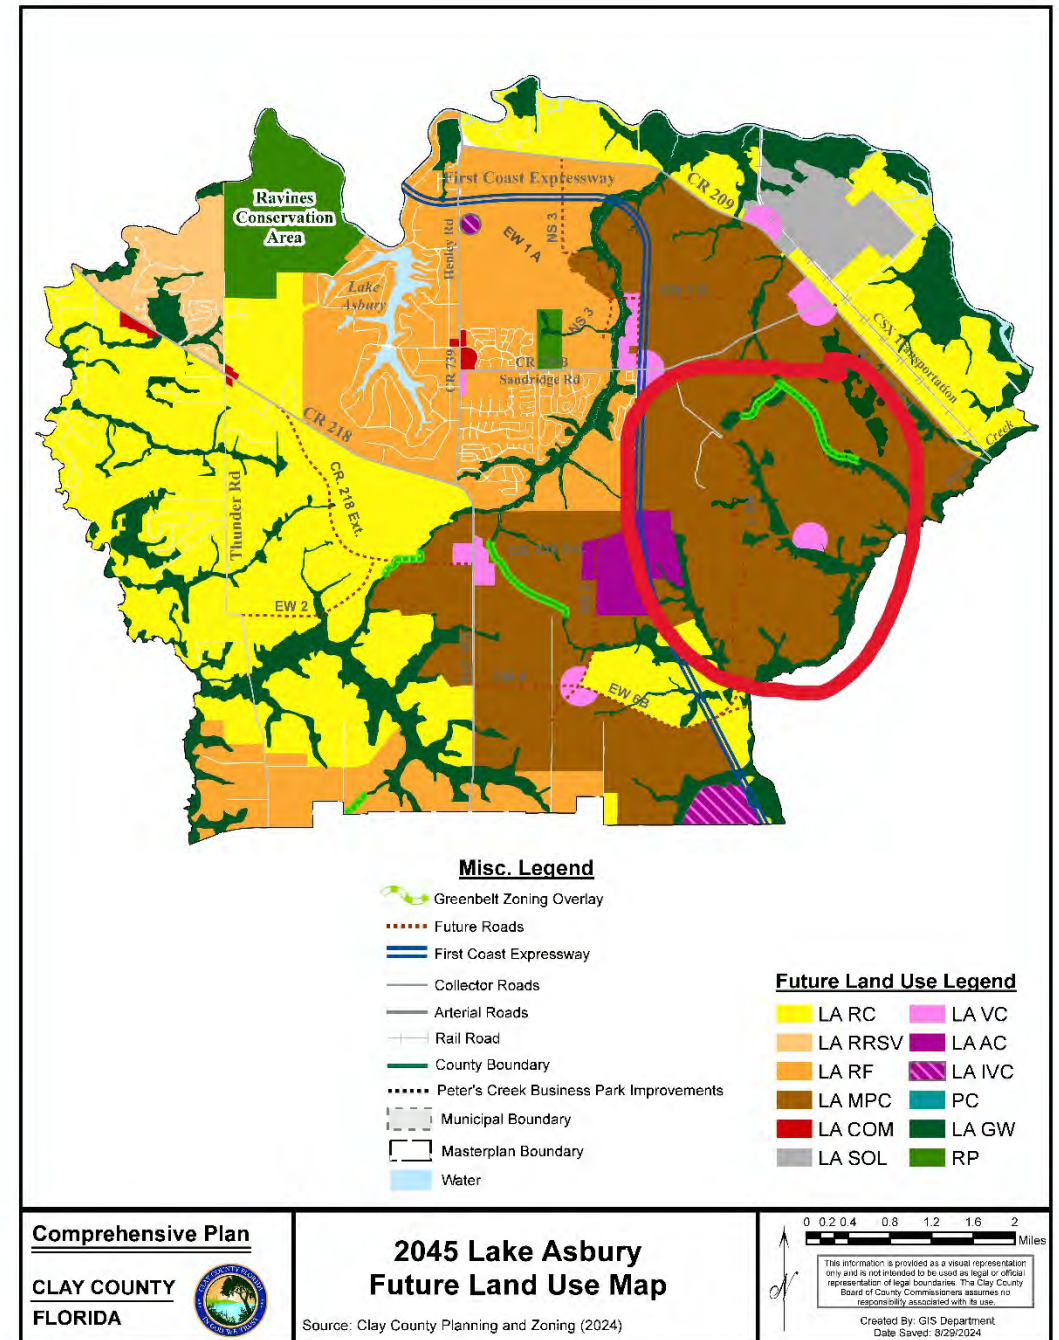 Ravines
Conservation
Area
First Coast Expressway
CR 209
NS 3
Henley Rd
EW 1 A
Lake
Asbury
NS 3
CSX Transportation
CR 739
Sandridge Rd
CR 218
Creek
Thunder Rd
CR. 218 Ext.
EW 2
EW 6B
Misc. Legend
Greenbelt Zoning Overlay
Future Roads
First Coast Expressway
Collector Roads
Arterial Roads
Rail Road
County Boundary
Peter's Creek Business Park Improvements
Municipal Boundary
Masterplan Boundary
Water
Future Land Use Legend
LA RC
LA VC
LA RRSV
LA AC
LA RF
LA IVC
LA MPC
PC
LA COM
LA GW
LA SOL
RP
Comprehensive Plan
CLAY COUNTY
FLORIDA
CLAY COUNTY FLORIDA
IN GOD WE TRUST
2045 Lake Asbury
Future Land Use Map
Source: Clay County Planning and Zoning (2024)
0 0.2 0.4 0.8 1.2 1.6 2
Miles
N
This information is provided as a visual representation
only and is not intended to be used as legal or official
representation of legal boundaries. The Clay County
Board of County Commissioners assumes no
responsibility associated with its use.
Created By: GIS Department
Date Saved: 8/29/2024